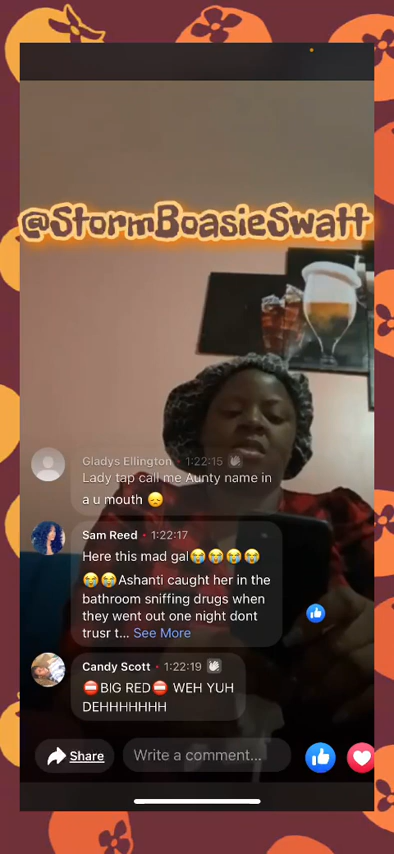 @StormBoasieSwatt
Gladys Ellington · 1:22:15
Lady tap call me Aunty name in
a u mouth 😞
Sam Reed · 1:22:17
Here this mad gal😭😭😭😭
😭😭Ashanti caught her in the
bathroom sniffing drugs when
they went out one night dont
trusr t... See More
Candy Scott · 1:22:19
⛔BIG RED⛔ WEH YUH
DEHHHHHHH
Share
Write a comment...